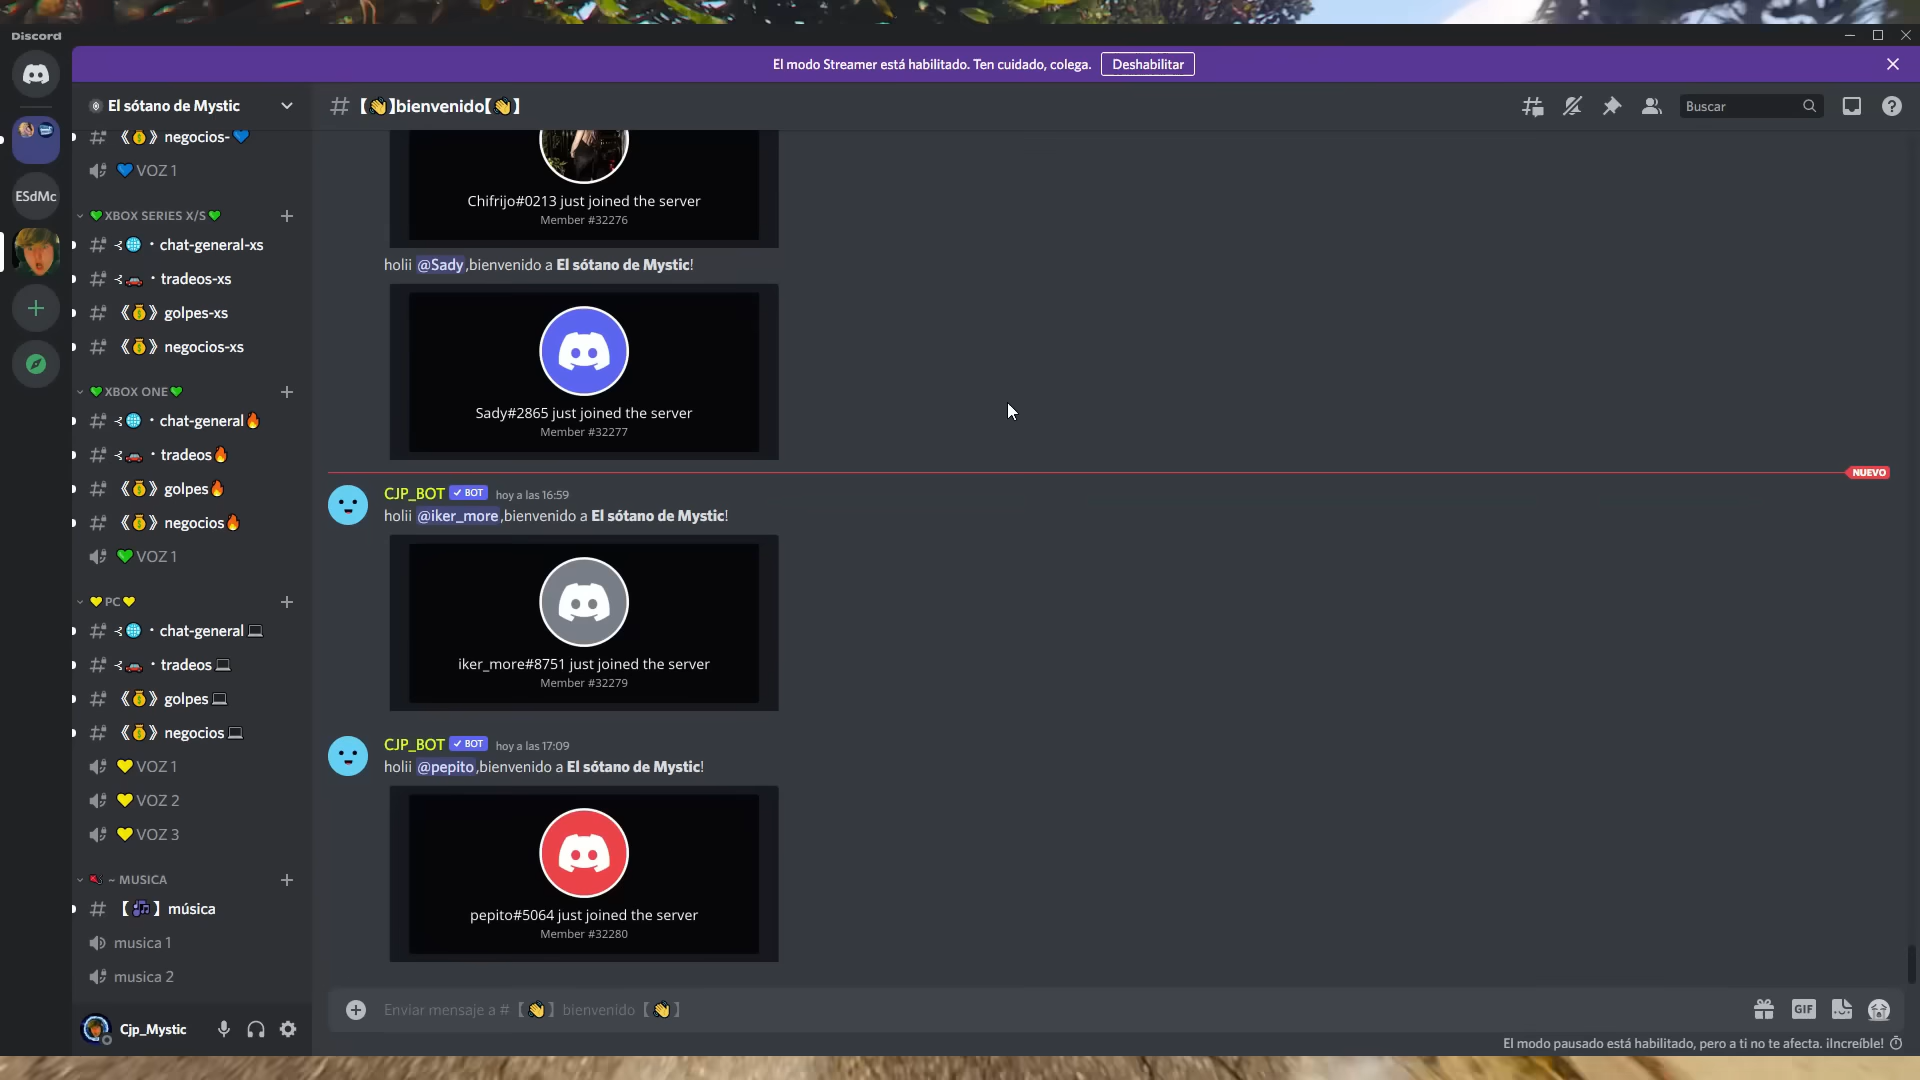 Discord
El modo Streamer está habilitado. Ten cuidado, colega. Deshabilitar
El sótano de Mystic
【👋】bienvenido【👋】
Buscar
ESdMc
《💰》negocios-💙
💙 VOZ 1
💚XBOX SERIES X/S💚
⊰🌐・chat-general-xs
⊰🚗・tradeos-xs
《💰》golpes-xs
《💰》negocios-xs
💚XBOX ONE💚
⊰🌐・chat-general🔥
⊰🚗・tradeos🔥
《💰》golpes🔥
《💰》negocios🔥
💚 VOZ 1
💛PC💛
⊰🌐・chat-general💻
⊰🚗・tradeos💻
《💰》golpes💻
《💰》negocios💻
💛 VOZ 1
💛 VOZ 2
💛 VOZ 3
~ MUSICA
【🎶】música
musica 1
musica 2
Cjp_Mystic
Chifrijo#0213 just joined the server
Member #32276
holii @Sady,bienvenido a El sótano de Mystic!
Sady#2865 just joined the server
Member #32277
NUEVO
CJP_BOT BOT hoy a las 16:59
holii @iker_more,bienvenido a El sótano de Mystic!
iker_more#8751 just joined the server
Member #32279
CJP_BOT BOT hoy a las 17:09
holii @pepito,bienvenido a El sótano de Mystic!
pepito#5064 just joined the server
Member #32280
Enviar mensaje a #【👋】bienvenido【👋】
GIF
El modo pausado está habilitado, pero a ti no te afecta. ¡Increíble!